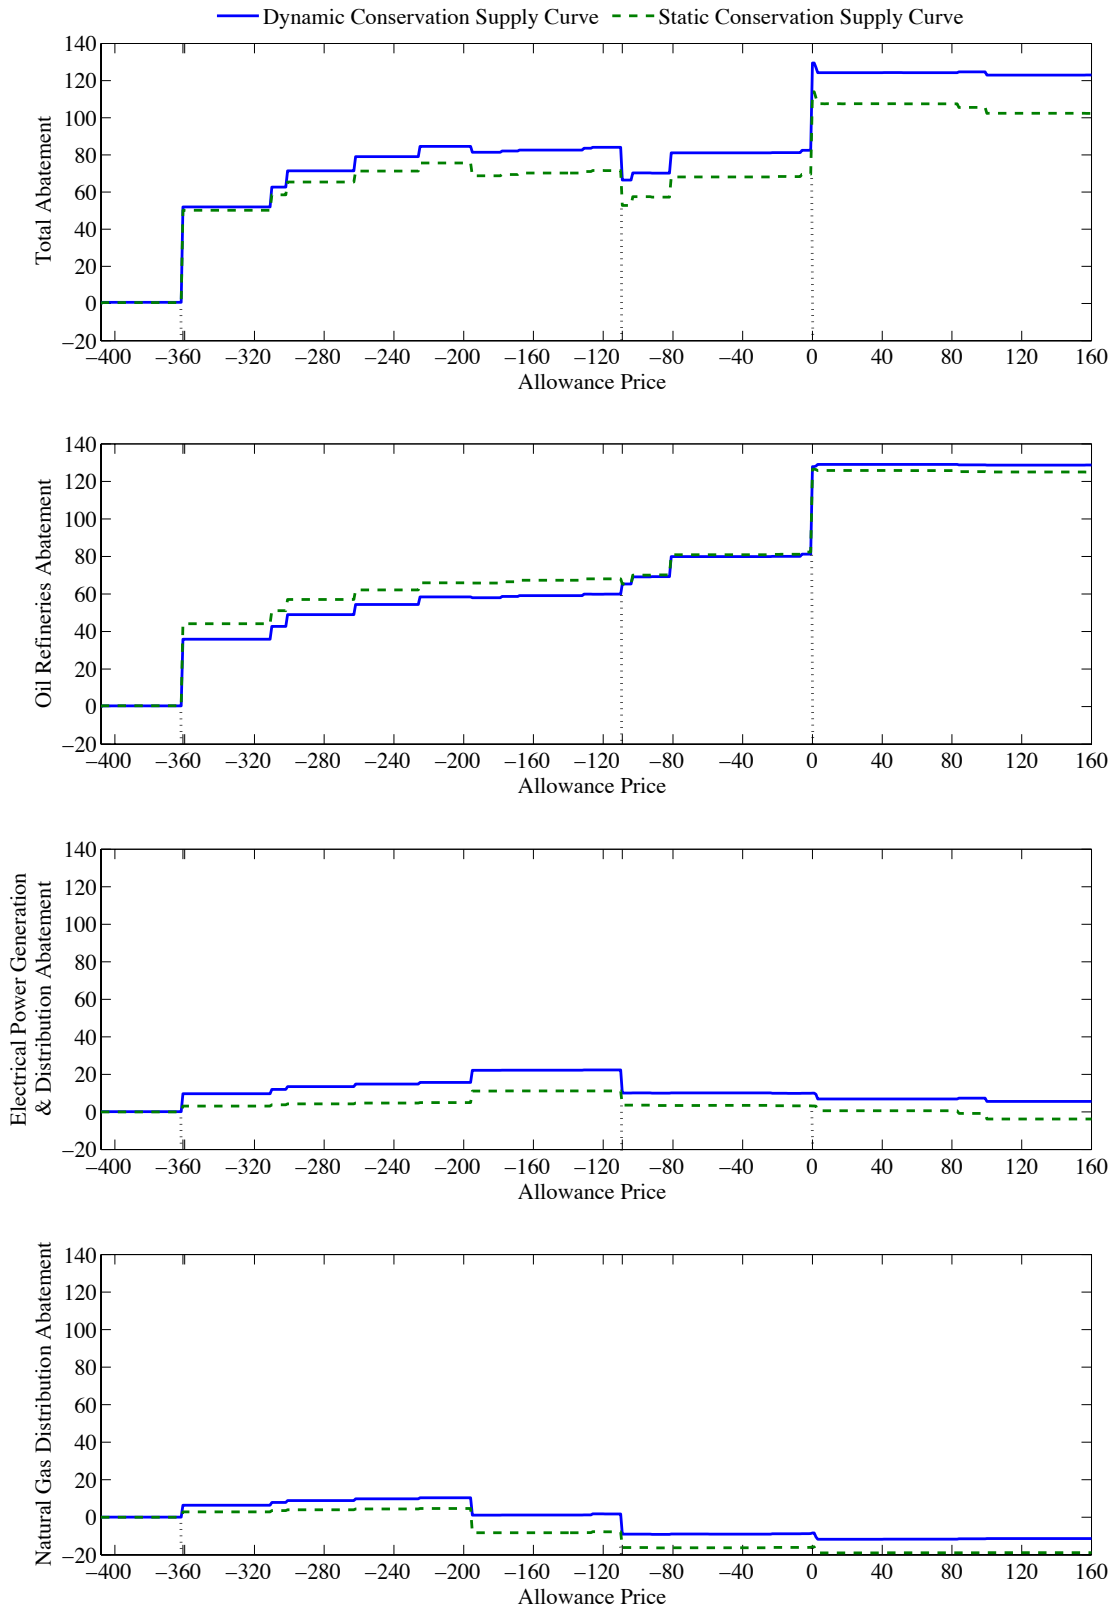 Dynamic Conservation Supply Curve Static Conservation Supply Curve
140
120
100
80
60
40
20
0
−20
Total Abatement
−400 −360 −320 −280 −240 −200 −160 −120 −80 −40 0 40 80 120 160
Allowance Price
140
120
100
80
60
40
20
0
−20
Oil Refineries Abatement
−400 −360 −320 −280 −240 −200 −160 −120 −80 −40 0 40 80 120 160
Allowance Price
140
120
100
80
60
40
20
0
−20
Electrical Power Generation
& Distribution Abatement
−400 −360 −320 −280 −240 −200 −160 −120 −80 −40 0 40 80 120 160
Allowance Price
140
120
100
80
60
40
20
0
−20
Natural Gas Distribution Abatement
−400 −360 −320 −280 −240 −200 −160 −120 −80 −40 0 40 80 120 160
Allowance Price